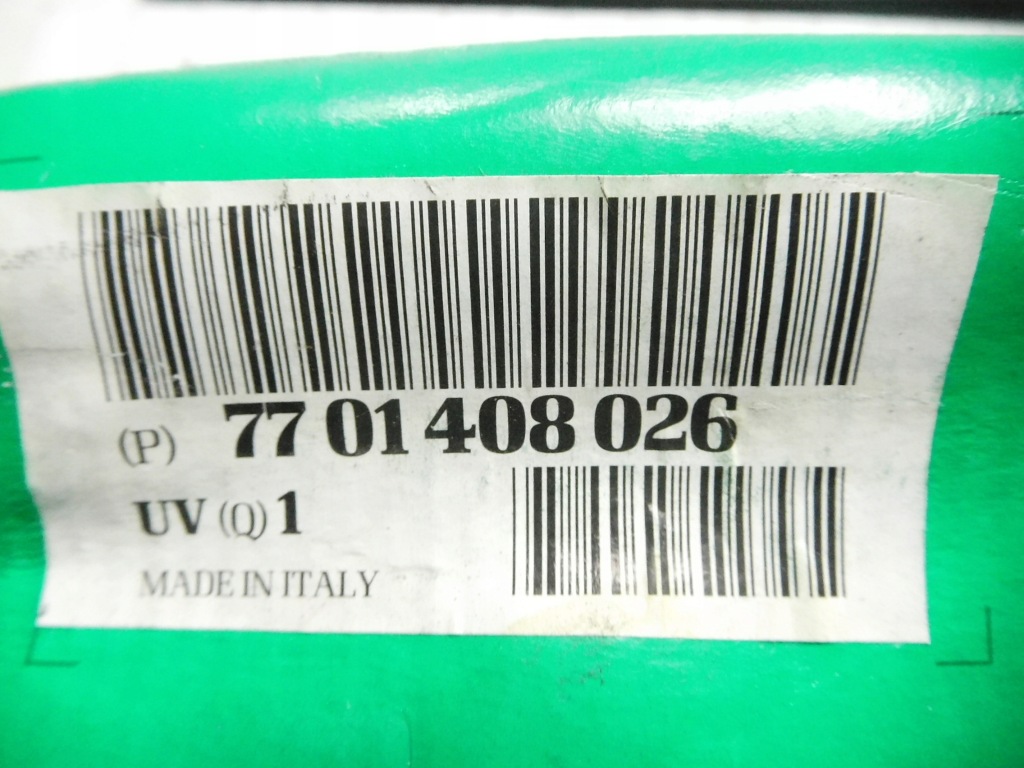 (P) 77 01 408 026
UV (Q) 1
MADE IN ITALY